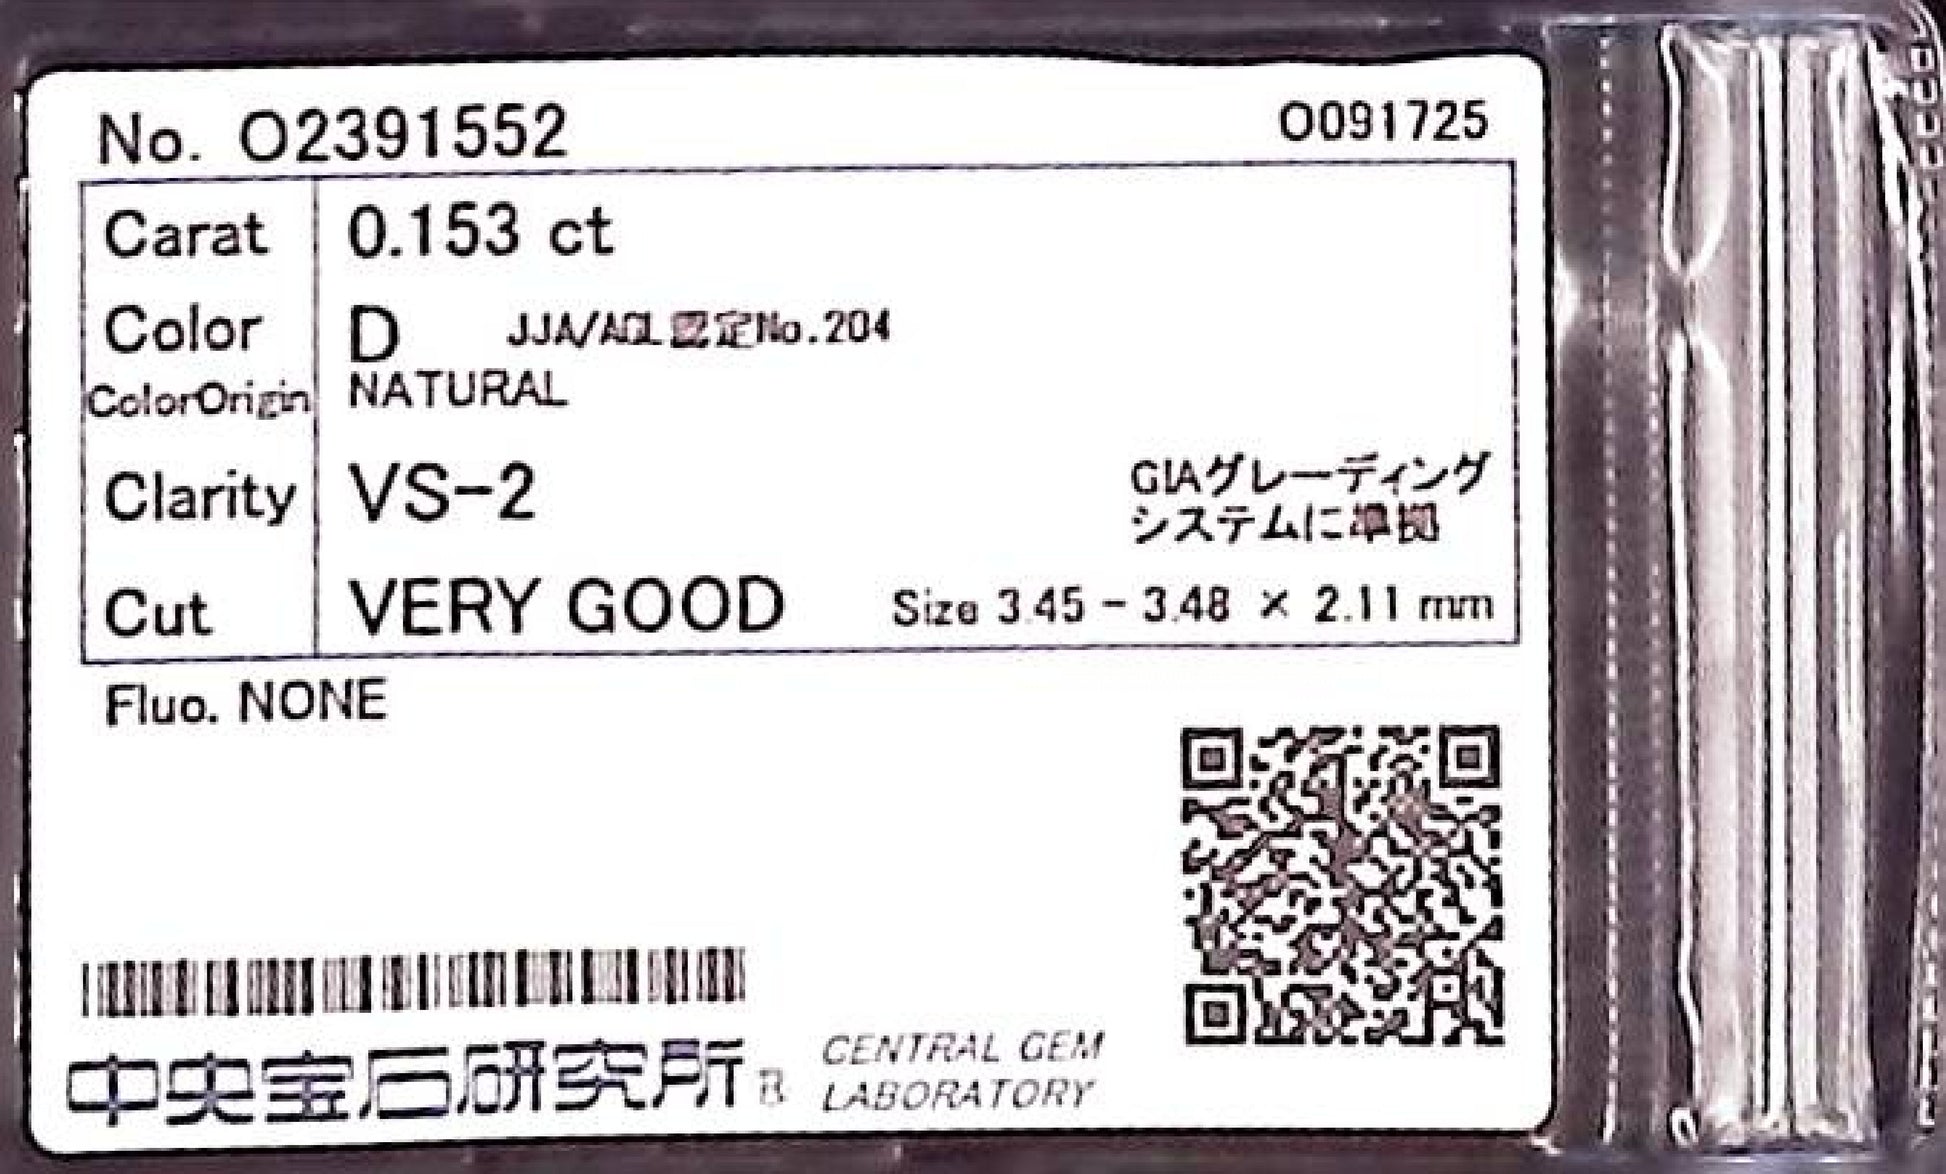 No. O2391552
O091725
Carat 0.153 ct
Color D JJA/AGL認定No.204
ColorOrigin NATURAL
Clarity VS-2
GIAグレーディング
システムに準拠
Cut VERY GOOD Size 3.45 - 3.48 × 2.11 mm
Fluo. NONE
中央宝石研究所 B
CENTRAL GEM
LABORATORY